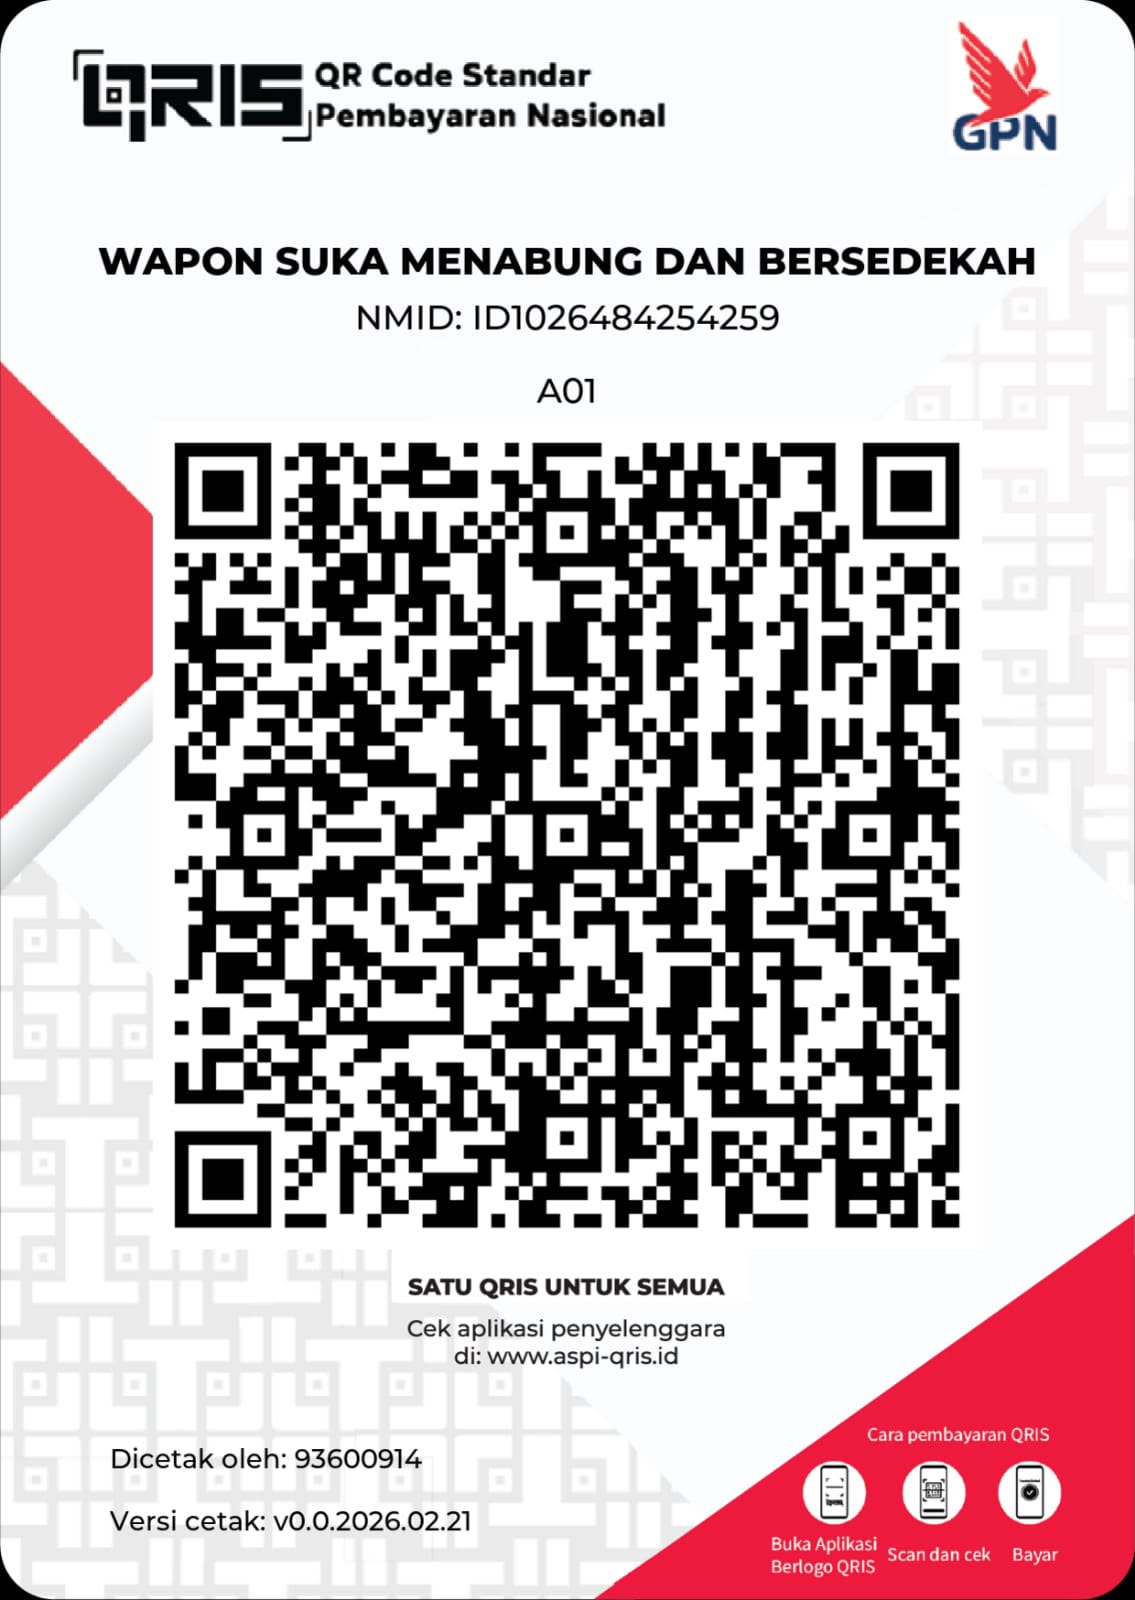 QRIS QR Code Standar
Pembayaran Nasional
GPN
WAPON SUKA MENABUNG DAN BERSEDEKAH
NMID: ID1026484254259
A01
SATU QRIS UNTUK SEMUA
Cek aplikasi penyelenggara
di: www.aspi-qris.id
Dicetak oleh: 93600914
Versi cetak: v0.0.2026.02.21
Cara pembayaran QRIS
Buka Aplikasi
Berlogo QRIS
Scan dan cek
Bayar